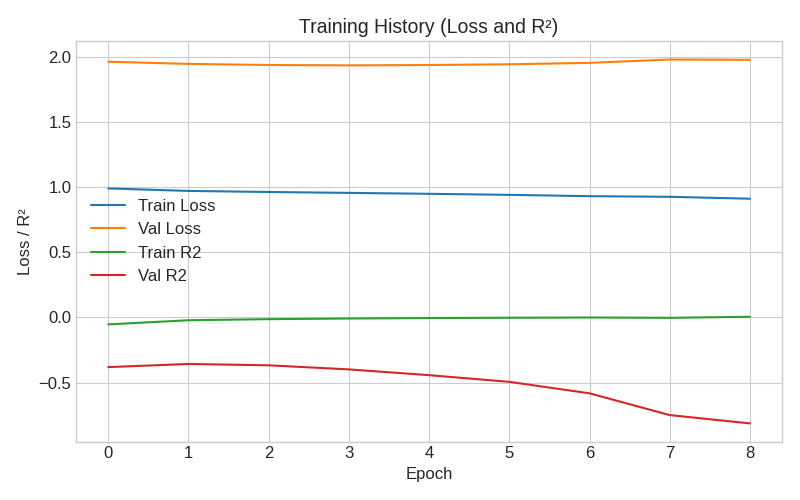 Training History (Loss and R²)
2.0
1.5
1.0
0.5
0.0
−0.5
Loss / R²
Train Loss
Val Loss
Train R2
Val R2
0 1 2 3 4 5 6 7 8
Epoch